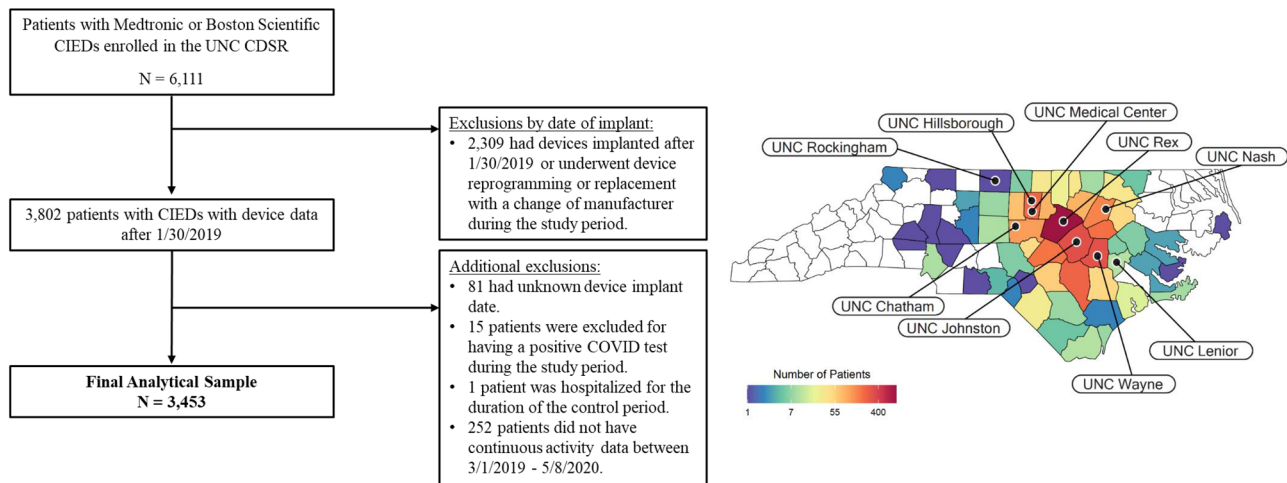 Patients with Medtronic or Boston Scientific
CIEDs enrolled in the UNC CDSR
N = 6,111
Exclusions by date of implant:
• 2,309 had devices implanted after
1/30/2019 or underwent device
reprogramming or replacement
with a change of manufacturer
during the study period.
3,802 patients with CIEDs with device data
after 1/30/2019
Additional exclusions:
• 81 had unknown device implant
date.
• 15 patients were excluded for
having a positive COVID test
during the study period.
• 1 patient was hospitalized for the
duration of the control period.
• 252 patients did not have
continuous activity data between
3/1/2019 - 5/8/2020.
Final Analytical Sample
N = 3,453
UNC Medical Center
UNC Hillsborough
UNC Rex
UNC Rockingham
UNC Nash
UNC Chatham
UNC Johnston
UNC Lenior
UNC Wayne
Number of Patients
1 7 55 400